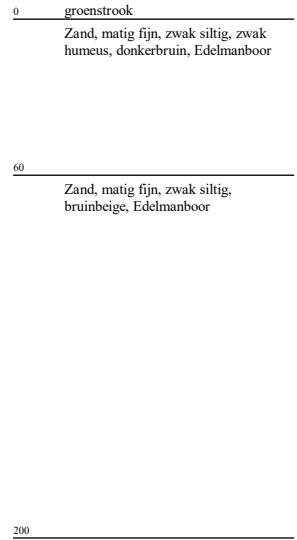 0 groenstrook
Zand, matig fijn, zwak siltig, zwak
humeus, donkerbruin, Edelmanboor
60
Zand, matig fijn, zwak siltig,
bruinbeige, Edelmanboor
200